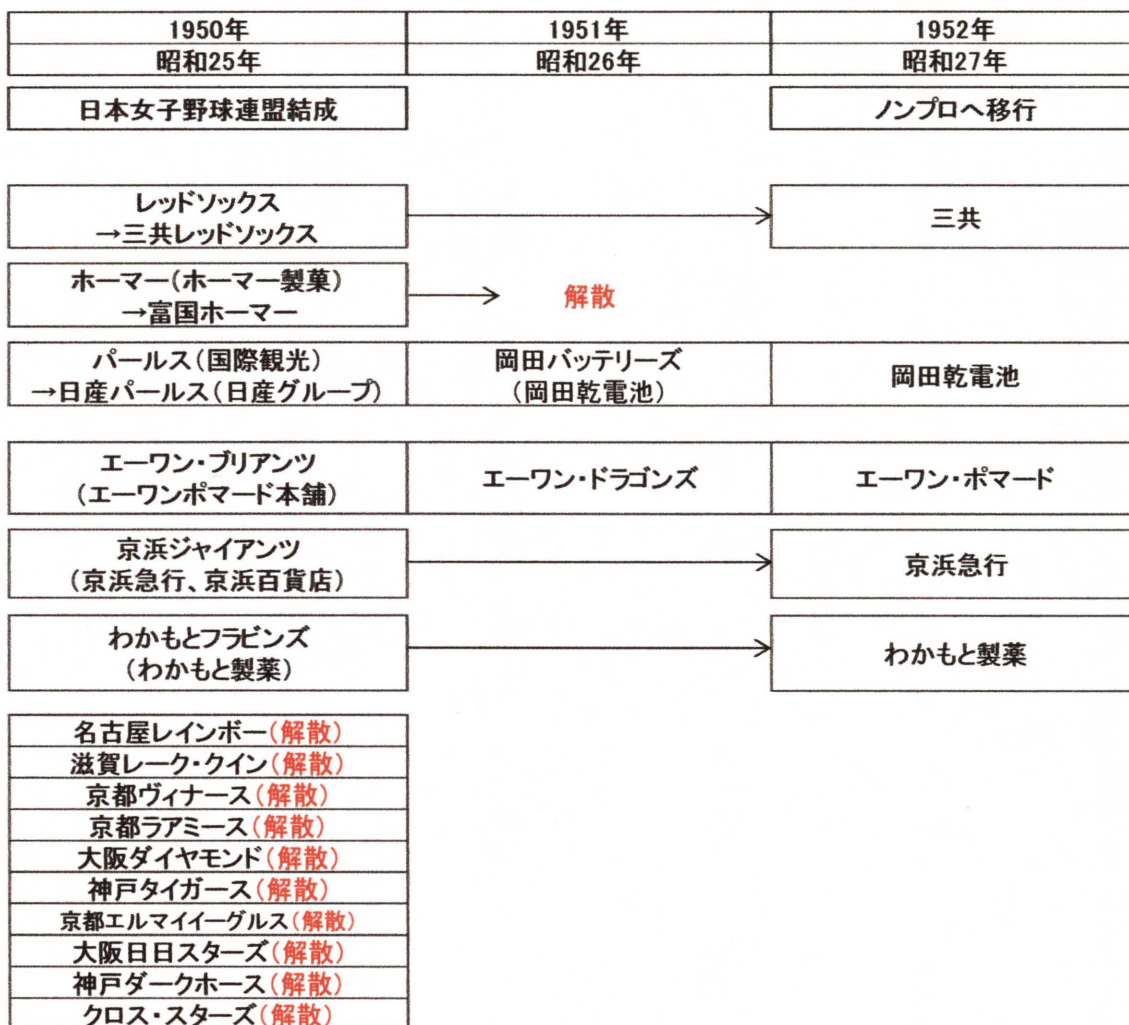 1950年 1951年 1952年
昭和25年 昭和26年 昭和27年
日本女子野球連盟結成 ノンプロへ移行
レッドソックス
→三共レッドソックス
三共
ホーマー(ホーマー製菓)
→富国ホーマー
解散
パールス(国際観光)
→日産パールス(日産グループ)
岡田バッテリーズ
(岡田乾電池)
岡田乾電池
エーワン・ブリアンツ
(エーワンポマード本舗)
エーワン・ドラゴンズ
エーワン・ポマード
京浜ジャイアンツ
(京浜急行、京浜百貨店)
京浜急行
わかもとフラビンズ
(わかもと製薬)
わかもと製薬
名古屋レインボー(解散)
滋賀レーク・クイン(解散)
京都ヴィナース(解散)
京都ラアミース(解散)
大阪ダイヤモンド(解散)
神戸タイガース(解散)
京都エルマイイーグルス(解散)
大阪日日スターズ(解散)
神戸ダークホース(解散)
クロス・スターズ(解散)